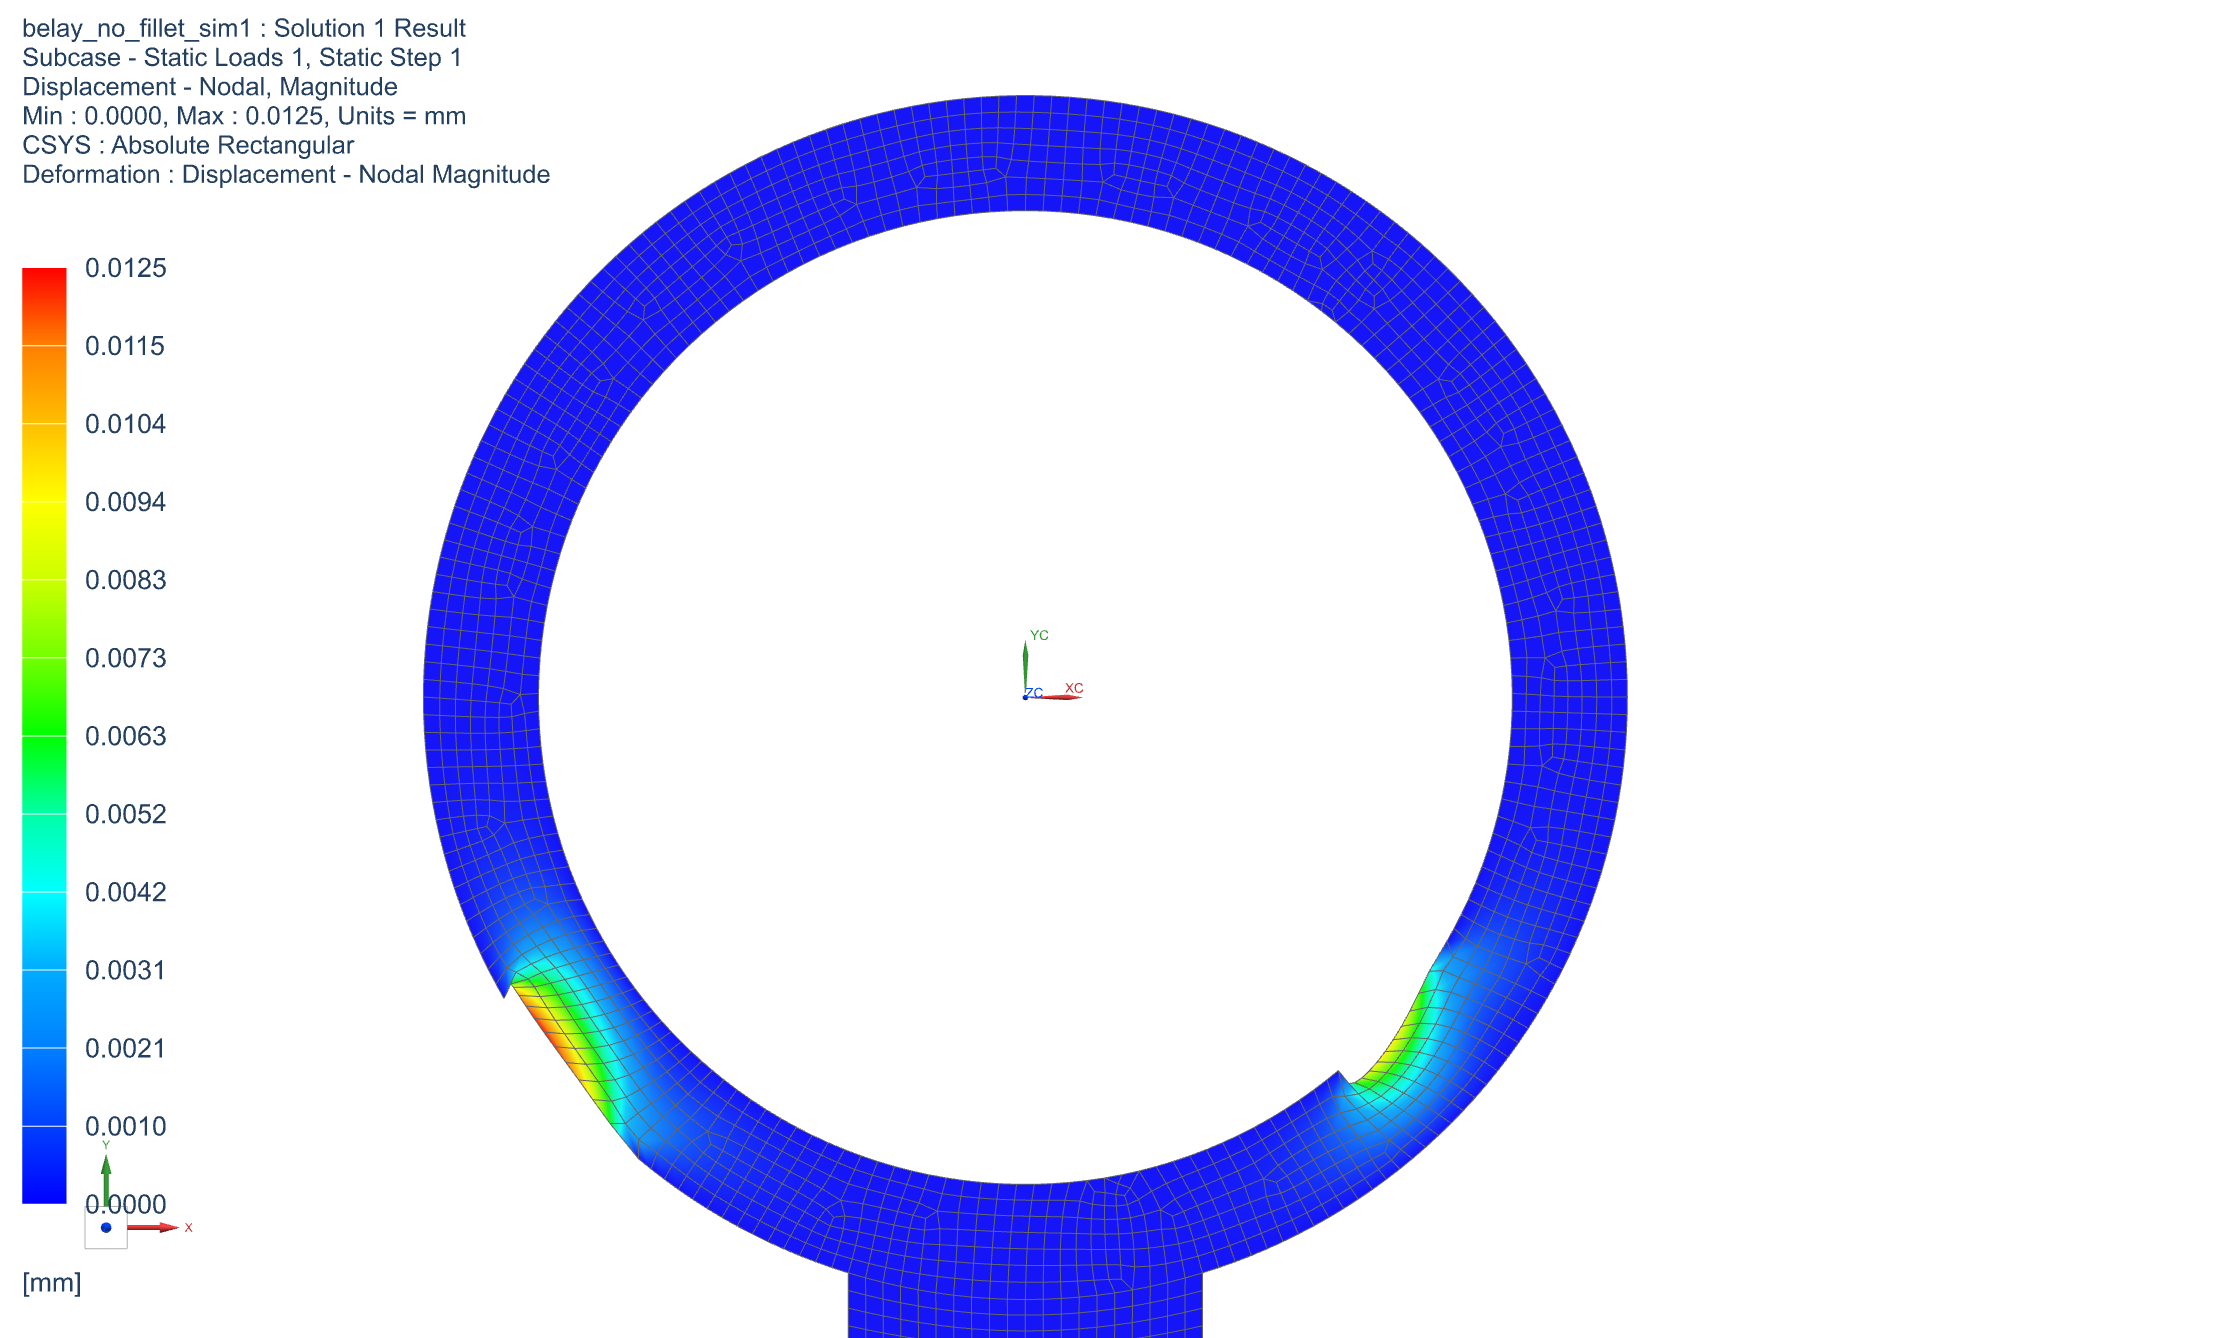 belay_no_fillet_sim1 : Solution 1 Result
Subcase - Static Loads 1, Static Step 1
Displacement - Nodal, Magnitude
Min : 0.0000, Max : 0.0125, Units = mm
CSYS : Absolute Rectangular
Deformation : Displacement - Nodal Magnitude
0.0125
0.0115
0.0104
0.0094
0.0083
0.0073
0.0063
0.0052
0.0042
0.0031
0.0021
0.0010
0.0000
[mm]
Y
X
YC
ZC
XC